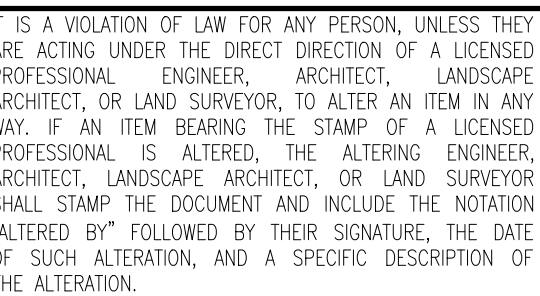 T IS A VIOLATION OF LAW FOR ANY PERSON, UNLESS THEY
ARE ACTING UNDER THE DIRECT DIRECTION OF A LICENSED
PROFESSIONAL ENGINEER, ARCHITECT, LANDSCAPE
ARCHITECT, OR LAND SURVEYOR, TO ALTER AN ITEM IN ANY
WAY. IF AN ITEM BEARING THE STAMP OF A LICENSED
PROFESSIONAL IS ALTERED, THE ALTERING ENGINEER,
ARCHITECT, LANDSCAPE ARCHITECT, OR LAND SURVEYOR
SHALL STAMP THE DOCUMENT AND INCLUDE THE NOTATION
ALTERED BY” FOLLOWED BY THEIR SIGNATURE, THE DATE
OF SUCH ALTERATION, AND A SPECIFIC DESCRIPTION OF
THE ALTERATION.